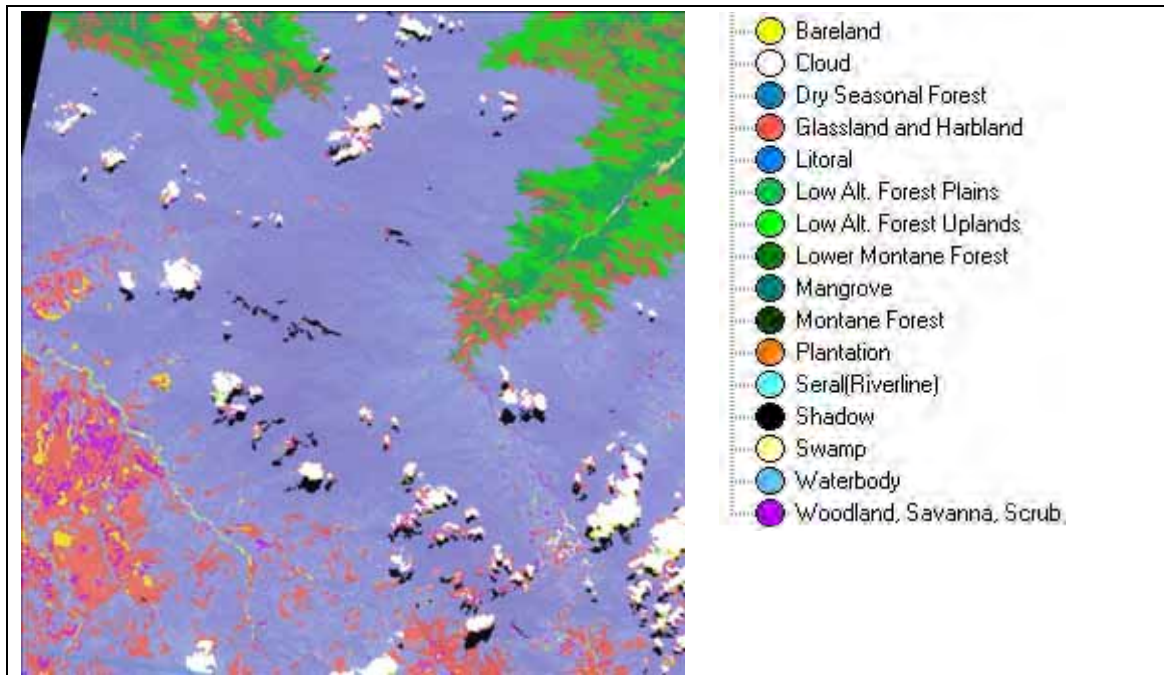 Bareland
Cloud
Dry Seasonal Forest
Glassland and Harbland
Litoral
Low Alt. Forest Plains
Low Alt. Forest Uplands
Lower Montane Forest
Mangrove
Montane Forest
Plantation
Seral(Riverline)
Shadow
Swamp
Waterbody
Woodland, Savanna, Scrub